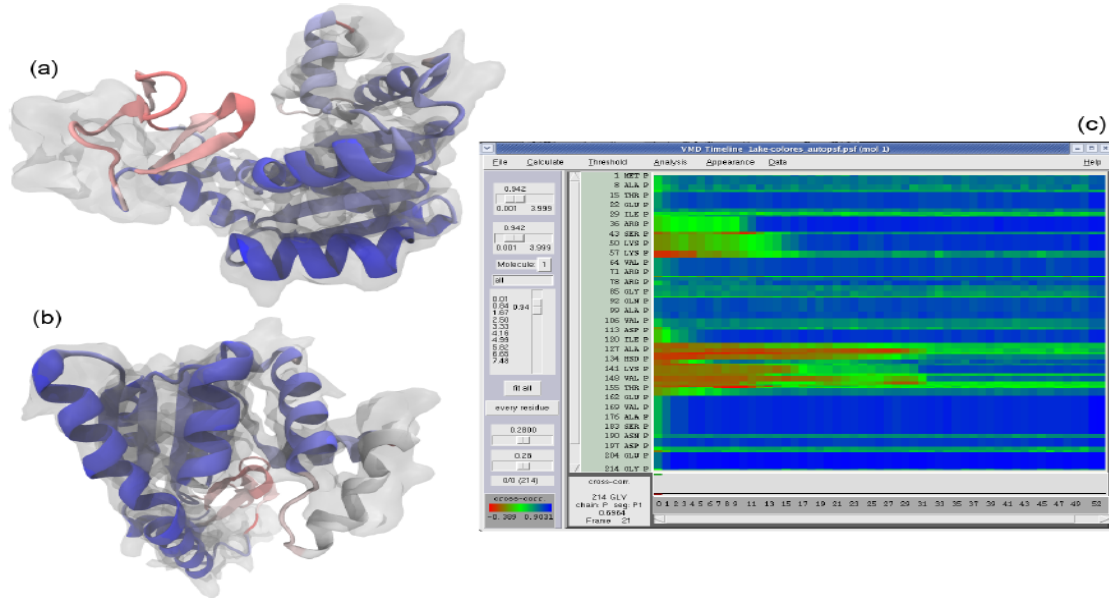 (a)
(b)
(c)
VMD Timeline 1ake-colores_autopsf.psf (mol 1)
File Calculate Threshold Analysis Appearance Data Help
0.942
0.001 3.999
0.942
0.001 3.999
Molecule: 1
all
0.01
0.84
1.67
2.50
3.33
4.16
4.99
5.82
6.65
7.48
0.94
fit all
every residue
0.2800
0.28
0/0 (214)
cross-corr.
-0.389 0.9031
1 MET P
8 ALA P
15 THR P
22 GLU P
29 ILE P
36 ARG P
43 SER P
50 LYS P
57 LYS P
64 VAL P
71 ARG P
78 ARG P
85 GLY P
92 GLN P
99 ALA P
106 VAL P
113 ASP P
120 ILE P
127 ALA P
134 HSD P
141 LYS P
148 VAL P
155 THR P
162 GLU P
169 VAL P
176 ALA P
183 SER P
190 ASN P
197 ASP P
204 GLU P
214 GLY P
cross-corr.
214 GLY
chain: P seg: P1
0.6964
Frame 21
0 1 2 3 4 5 6 7 8 9 11 13 15 17 19 21 23 25 27 29 31 33 35 37 39 41 43 45 47 49 52